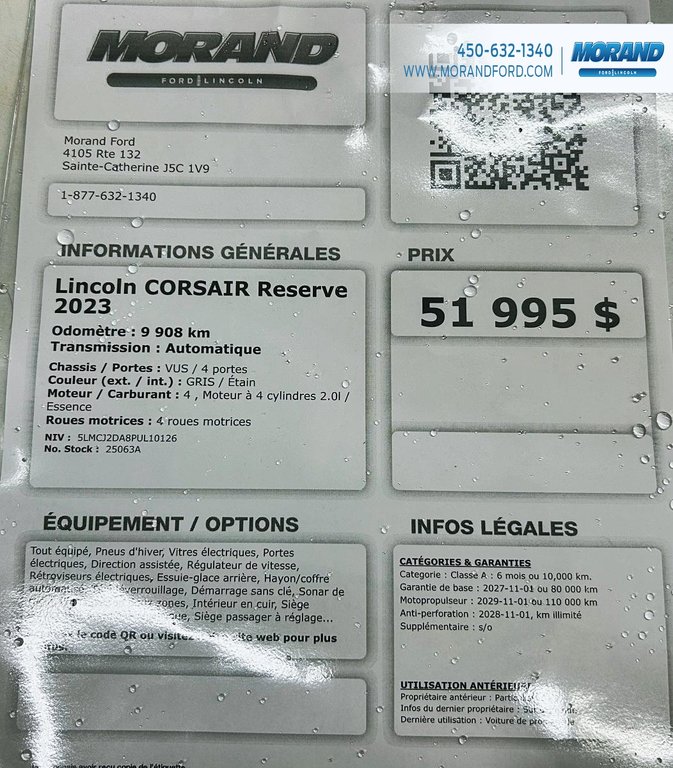 MORAND
FORD LINCOLN
450-632-1340
WWW.MORANDFORD.COM
MORAND
FORD LINCOLN
Morand Ford
4105 Rte 132
Sainte-Catherine J5C 1V9
1-877-632-1340
INFORMATIONS GÉNÉRALES
Lincoln CORSAIR Reserve
2023
Odomètre : 9 908 km
Transmission : Automatique
Chassis / Portes : VUS / 4 portes
Couleur (ext. / int.) : GRIS / Étain
Moteur / Carburant : 4 , Moteur à 4 cylindres 2.0l /
Essence
Roues motrices : 4 roues motrices
NIV : 5LMCJ2DA8PUL10126
No. Stock : 25063A
PRIX
51 995 $
ÉQUIPEMENT / OPTIONS
Tout équipé, Pneus d'hiver, Vitres électriques, Portes
électriques, Direction assistée, Régulateur de vitesse,
Rétroviseurs électriques, Essuie-glace arrière, Hayon/coffre
verrouillage, Démarrage sans clé, Sonar de
zones, Intérieur en cuir, Siège
Siège passager à réglage...
le code QR ou visitez site web pour plus
INFOS LÉGALES
CATÉGORIES & GARANTIES
Categorie : Classe A : 6 mois ou 10,000 km.
Garantie de base : 2027-11-01 ou 80 000 km
Motopropulseur : 2029-11-01 ou 110 000 km
Anti-perforation : 2028-11-01, km illimité
Supplémentaire : s/o
UTILISATION ANTÉRIEURE
Propriétaire antérieur :
Infos du dernier propriétaire : Sur
Dernière utilisation : Voiture de
avoir reçu copie de l'étiquette